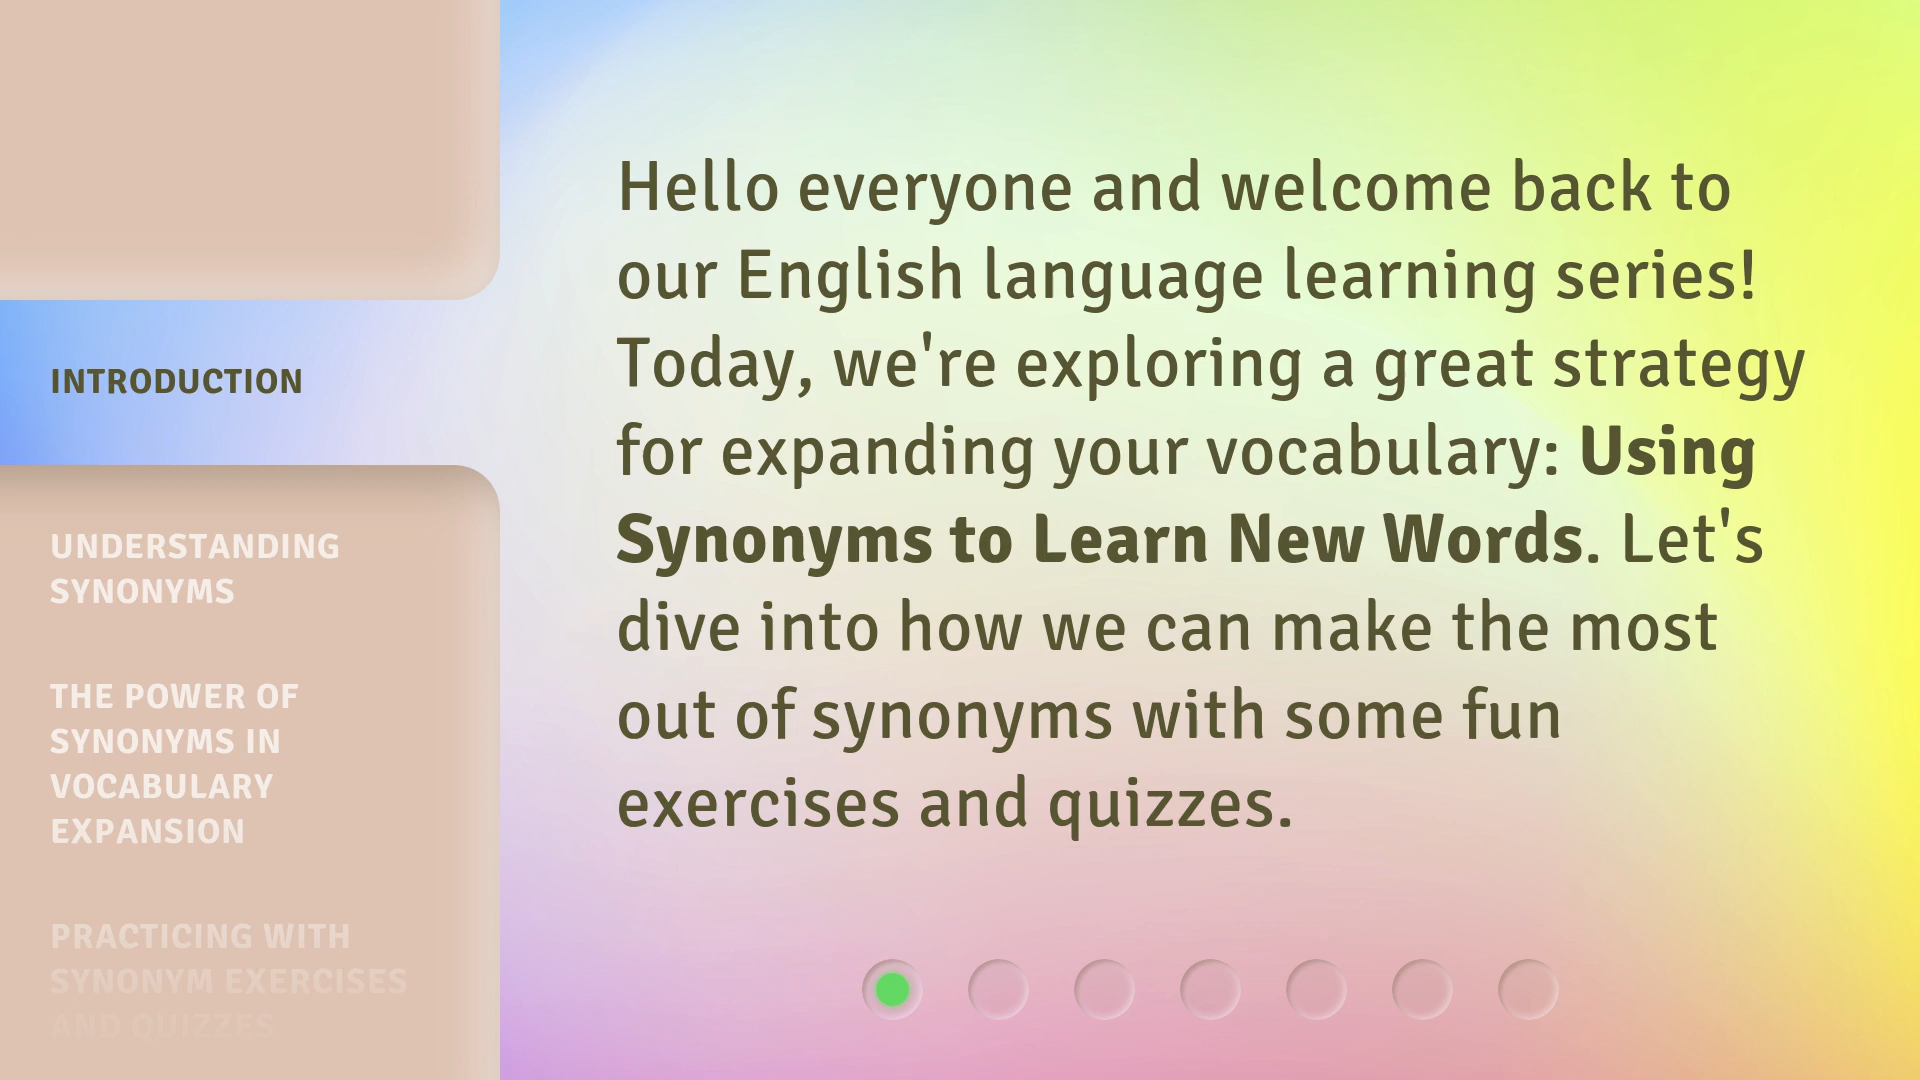 INTRODUCTION
UNDERSTANDING
SYNONYMS
THE POWER OF
SYNONYMS IN
VOCABULARY
EXPANSION
PRACTICING WITH
SYNONYM EXERCISES
AND QUIZZES
Hello everyone and welcome back to
our English language learning series!
Today, we're exploring a great strategy
for expanding your vocabulary: Using
Synonyms to Learn New Words. Let's
dive into how we can make the most
out of synonyms with some fun
exercises and quizzes.